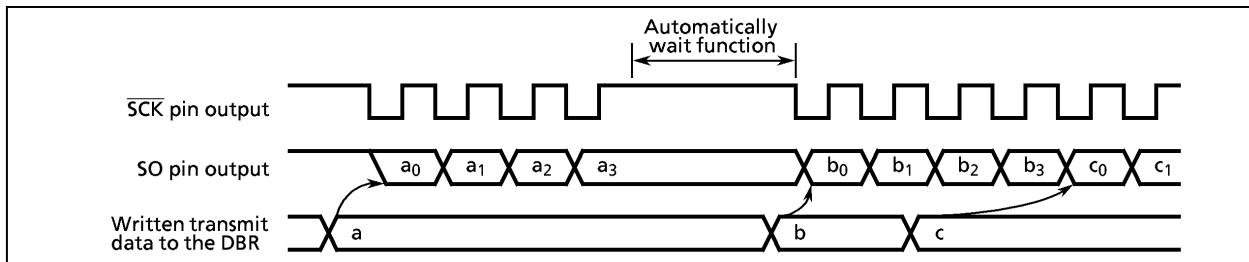 Automatically
wait function
SCK pin output
SO pin output
a0 a1 a2 a3 b0 b1 b2 b3 c0 c1
Written transmit
data to the DBR
a b c